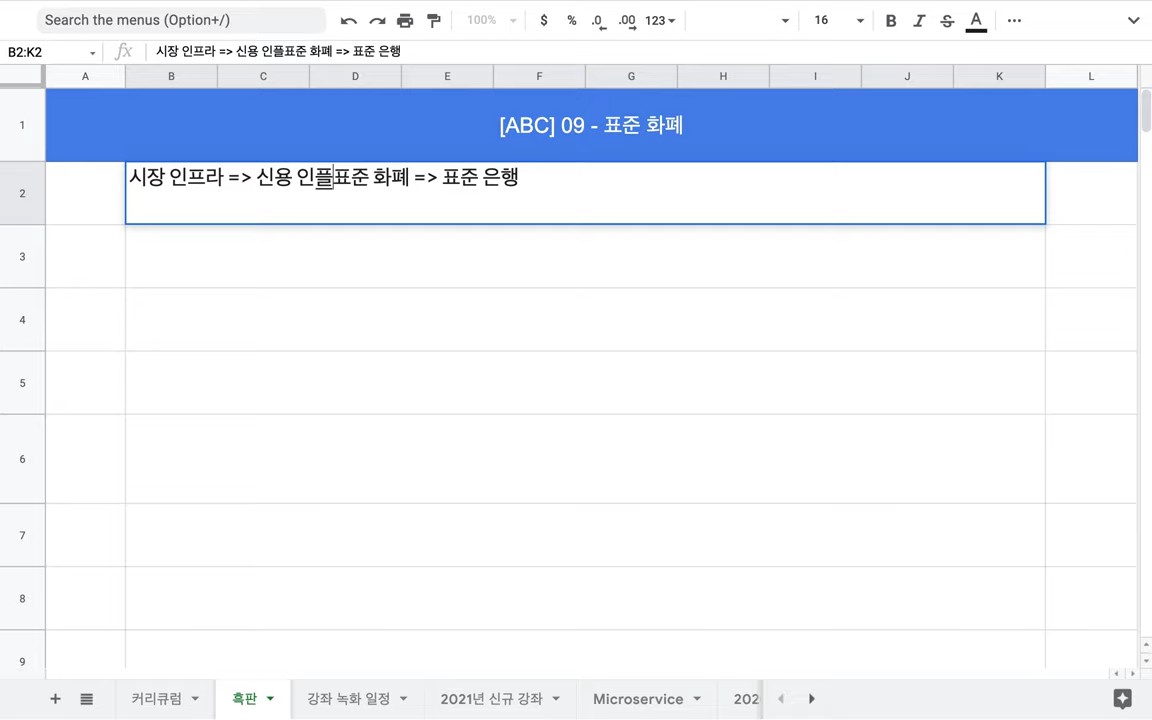 Search the menus (Option+/)
100%
$ % .0 .00 123
16
B I S A
B2:K2
fx
시장 인프라 => 신용 인플표준 화폐 => 표준 은행
A B C D E F G H I J K L
1
[ABC] 09 - 표준 화폐
2
시장 인프라 => 신용 인플표준 화폐 => 표준 은행
3
4
5
6
7
8
9
커리큐럼 흑판 강좌 녹화 일정 2021년 신규 강좌 Microservice 202